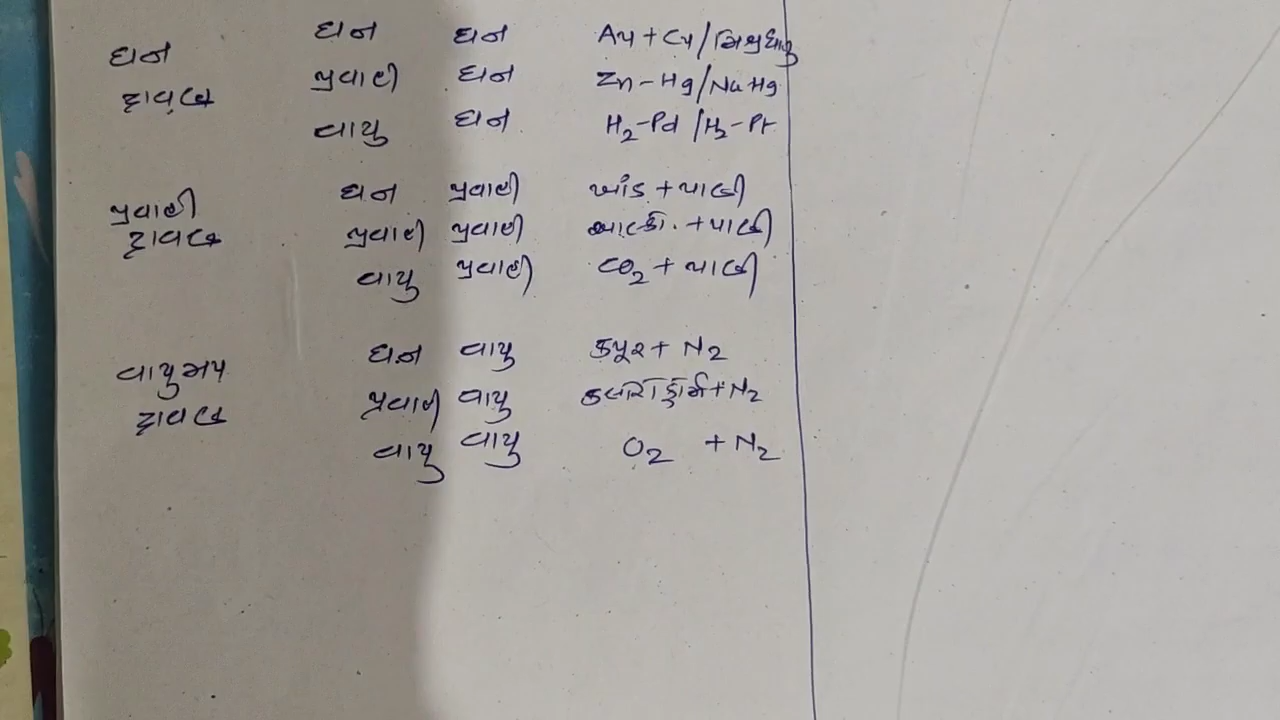 ઘન ઘન ઘન Au + Cu / મિશ્રધાતુ
દ્રાવણ પ્રવાહી ઘન Zn - Hg / Na Hg
વાયુ ઘન H2 - Pd / H2 - Pt
પ્રવાહી ઘન પ્રવાહી ખાંડ + પાણી
દ્રાવણ પ્રવાહી પ્રવાહી આલ્કો. + પાણી
વાયુ પ્રવાહી CO2 + પાણી
વાયુમય ઘન વાયુ કપૂર + N2
દ્રાવણ પ્રવાહી વાયુ ક્લોરોફોર્મ + N2
વાયુ વાયુ O2 + N2